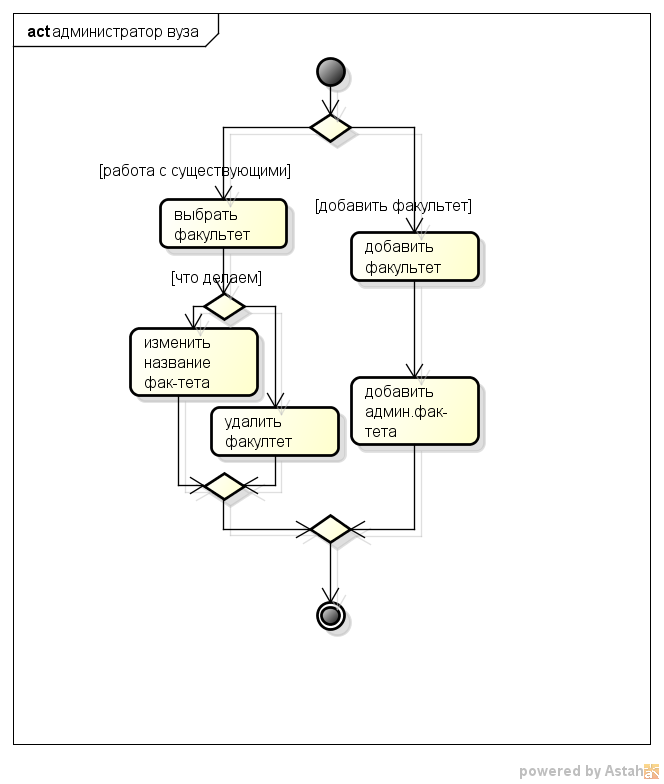 act администратор вуза
[работа с существующими]
[добавить факультет]
выбрать
факультет
добавить
факультет
[что делаем]
изменить
название
фак-тета
удалить
факултет
добавить
админ.фак-
тета
powered by Astah